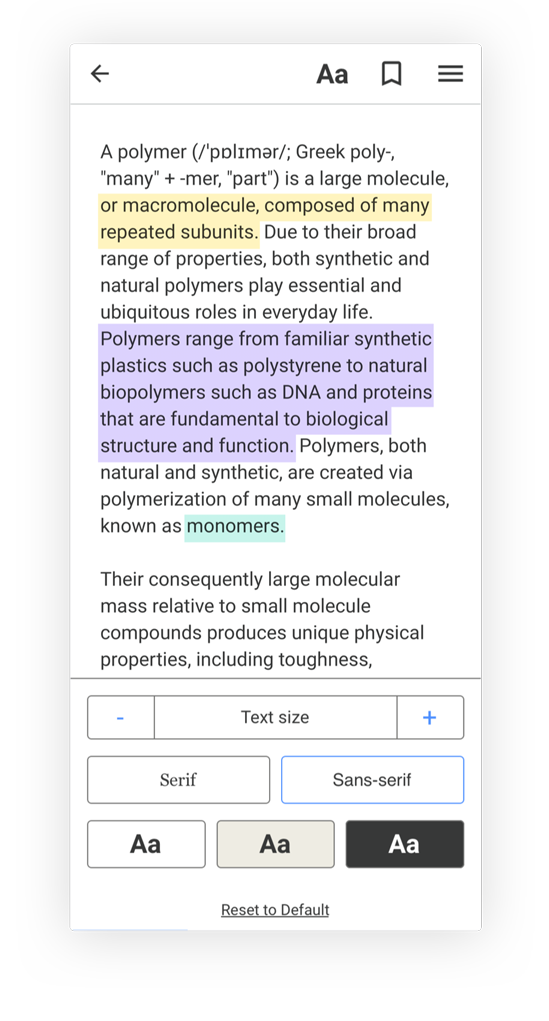 Aa
A polymer (/ˈpɒlɪmər/; Greek poly-,
"many" + -mer, "part") is a large molecule,
or macromolecule, composed of many
repeated subunits. Due to their broad
range of properties, both synthetic and
natural polymers play essential and
ubiquitous roles in everyday life.
Polymers range from familiar synthetic
plastics such as polystyrene to natural
biopolymers such as DNA and proteins
that are fundamental to biological
structure and function. Polymers, both
natural and synthetic, are created via
polymerization of many small molecules,
known as monomers.
Their consequently large molecular
mass relative to small molecule
compounds produces unique physical
properties, including toughness,
- Text size +
Serif Sans-serif
Aa Aa Aa
Reset to Default